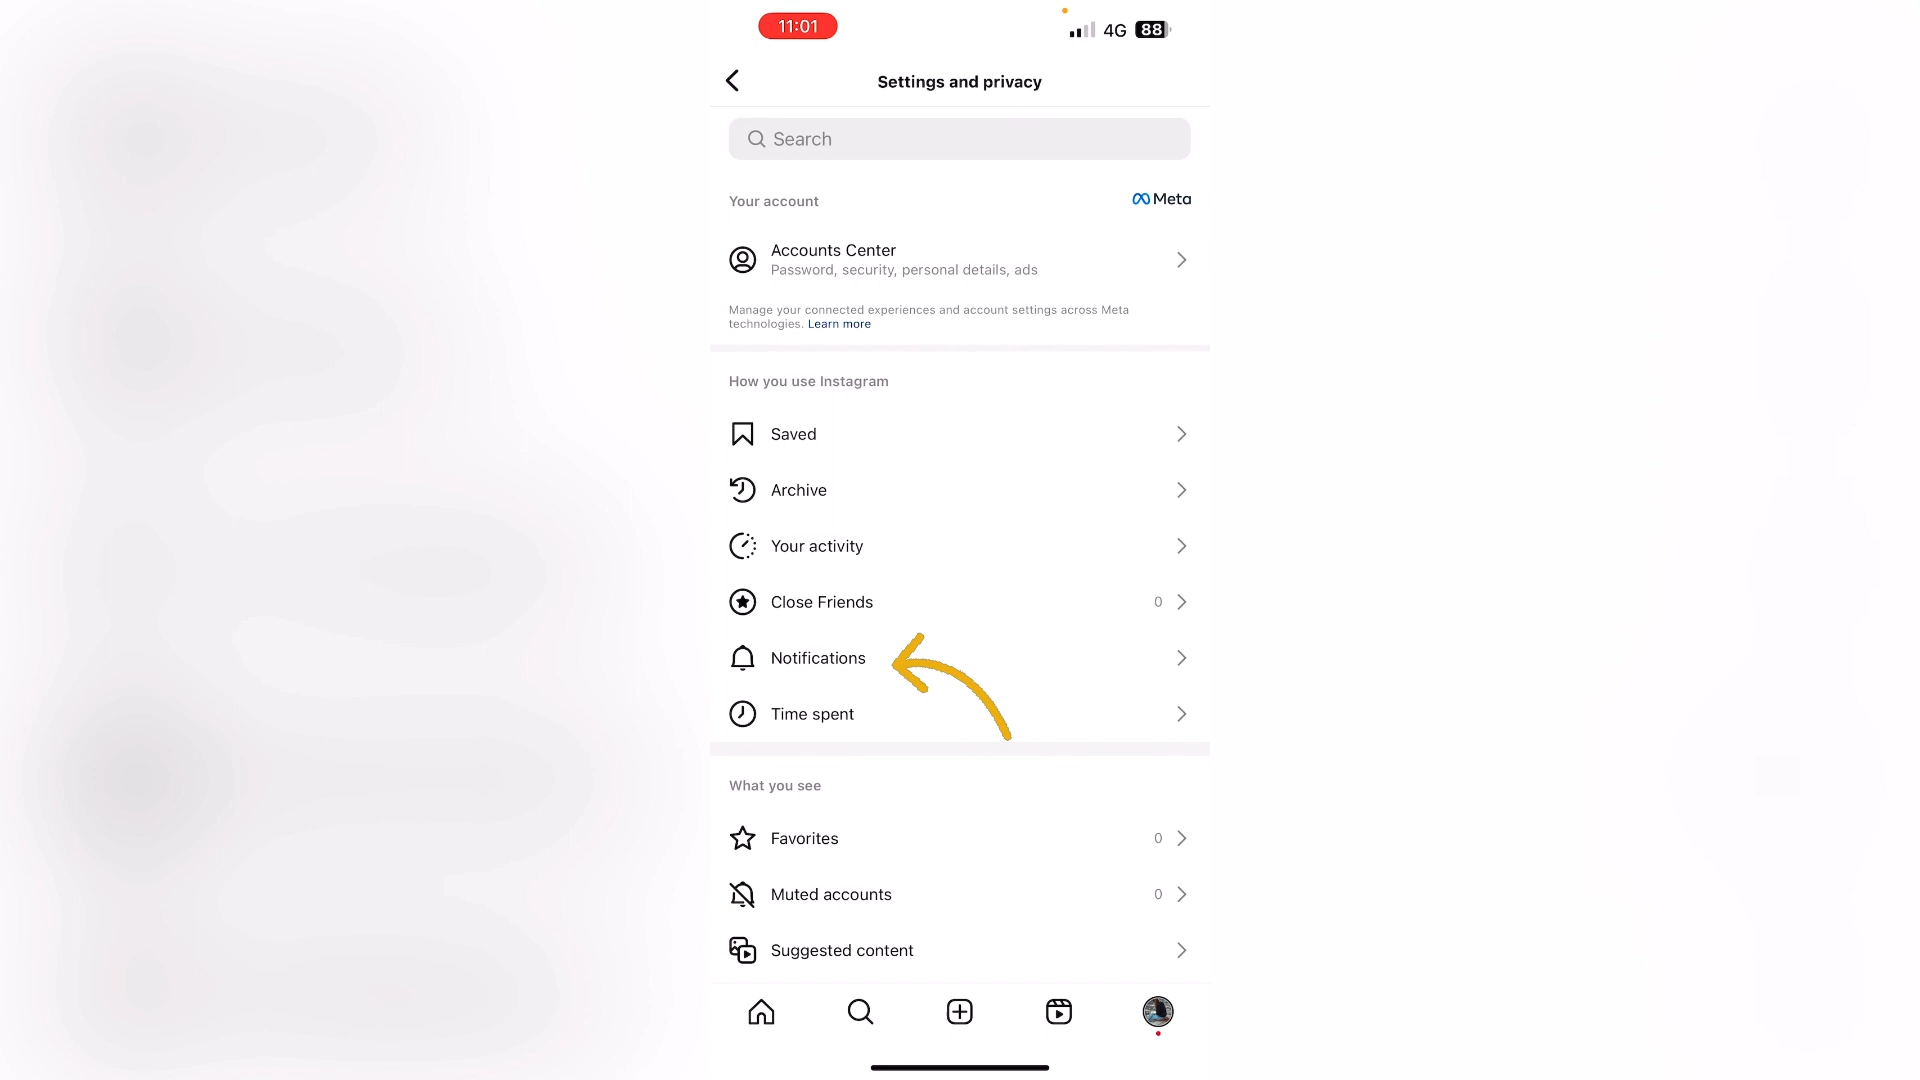 11:01
4G 88
Settings and privacy
Search
Your account
Meta
Accounts Center
Password, security, personal details, ads
Manage your connected experiences and account settings across Meta
technologies. Learn more
How you use Instagram
Saved
Archive
Your activity
Close Friends 0
Notifications
Time spent
What you see
Favorites 0
Muted accounts 0
Suggested content